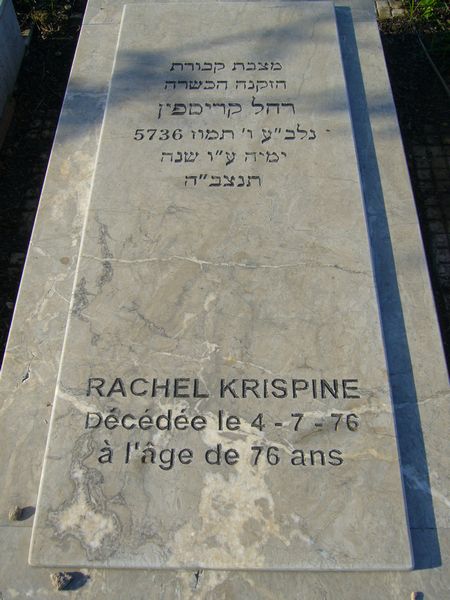 מצבת קבורת
הזקנה הכשרה
רחל קריספין
נלב"ע ו' תמוז 5736
ימיה ע"ו שנה
תנצב"ה
RACHEL KRISPINE
Décédée le 4 - 7 - 76
à l'âge de 76 ans